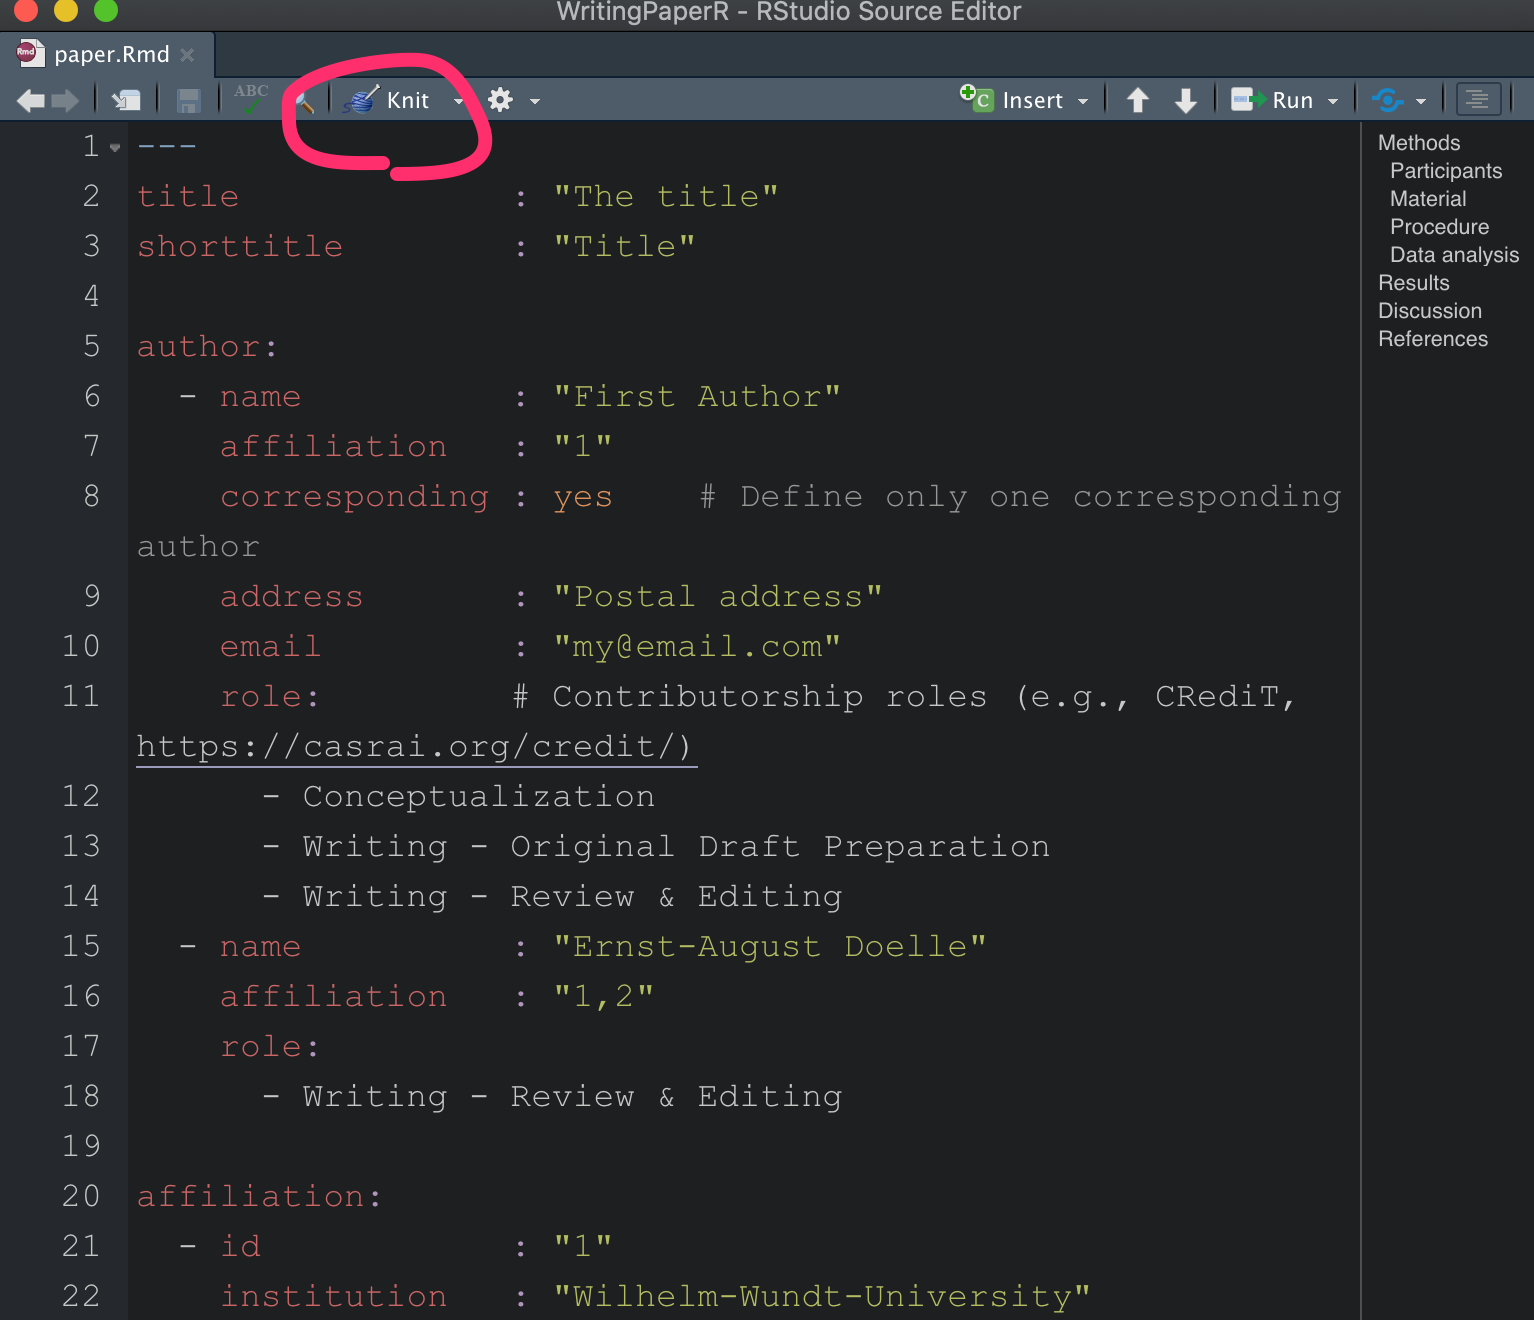 WritingPaperR - RStudio Source Editor
Rmd paper.Rmd
ABC Knit Insert Run
1 ---
2 title : "The title"
3 shorttitle : "Title"
4
5 author:
6 - name : "First Author"
7 affiliation : "1"
8 corresponding : yes # Define only one corresponding
author
9 address : "Postal address"
10 email : "my@email.com"
11 role: # Contributorship roles (e.g., CRediT,
https://casrai.org/credit/)
12 - Conceptualization
13 - Writing - Original Draft Preparation
14 - Writing - Review & Editing
15 - name : "Ernst-August Doelle"
16 affiliation : "1,2"
17 role:
18 - Writing - Review & Editing
19
20 affiliation:
21 - id : "1"
22 institution : "Wilhelm-Wundt-University"
Methods
Participants
Material
Procedure
Data analysis
Results
Discussion
References